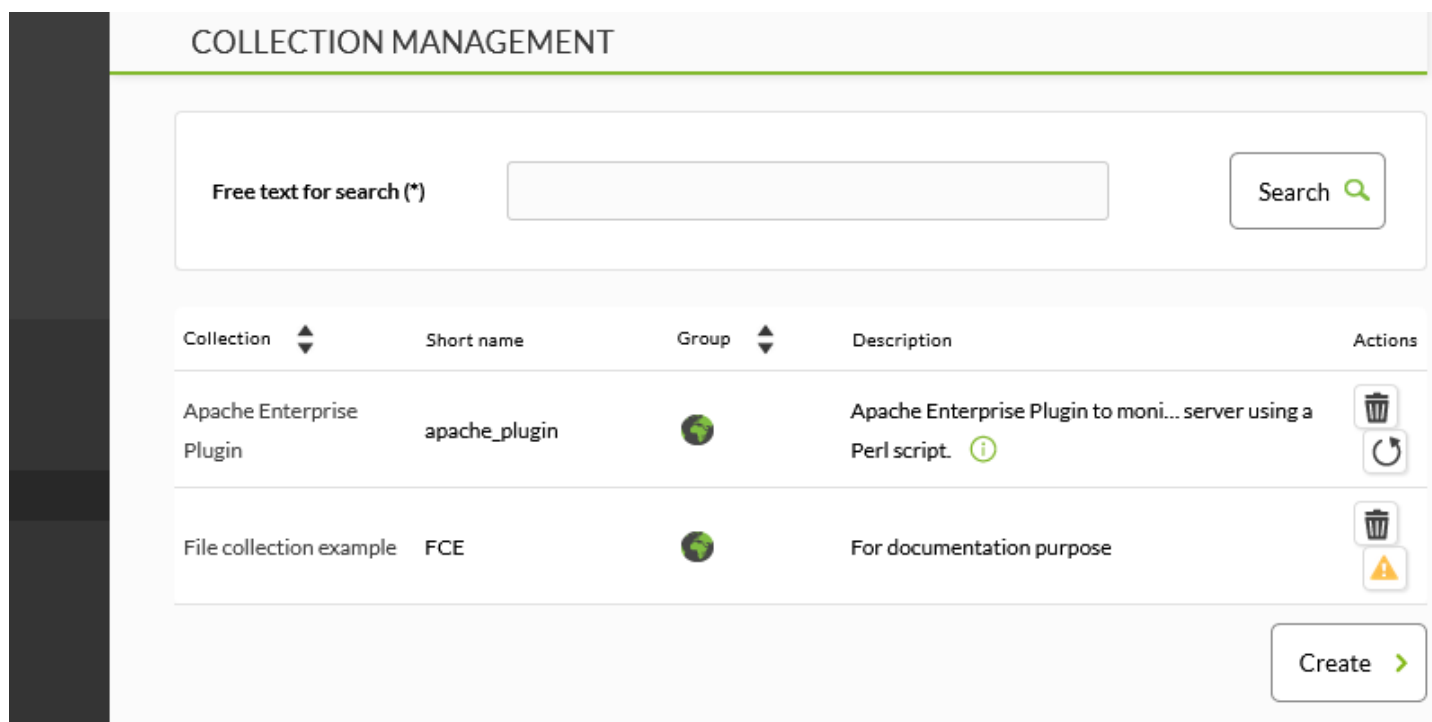 COLLECTION MANAGEMENT
Free text for search (*)
Search
Collection Short name Group Description Actions
Apache Enterprise
Plugin
apache_plugin
Apache Enterprise Plugin to moni... server using a
Perl script.
File collection example FCE For documentation purpose
Create